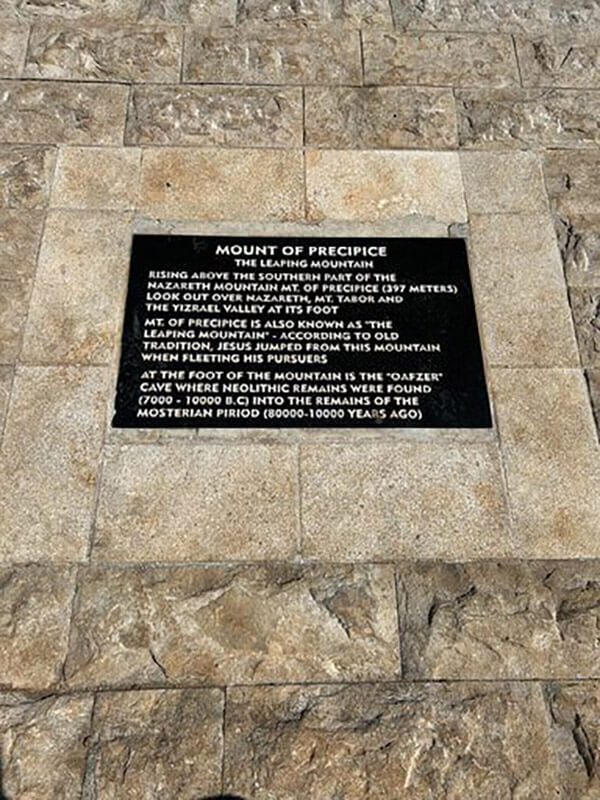 MOUNT OF PRECIPICE
THE LEAPING MOUNTAIN
RISING ABOVE THE SOUTHERN PART OF THE
NAZARETH MOUNTAIN MT. OF PRECIPICE (397 METERS)
LOOK OUT OVER NAZARETH, MT. TABOR AND
THE YIZRAEL VALLEY AT ITS FOOT
MT. OF PRECIPICE IS ALSO KNOWN AS "THE
LEAPING MOUNTAIN" - ACCORDING TO OLD
TRADITION, JESUS JUMPED FROM THIS MOUNTAIN
WHEN FLEETING HIS PURSUERS
AT THE FOOT OF THE MOUNTAIN IS THE "OAFZER"
CAVE WHERE NEOLITHIC REMAINS WERE FOUND
(7000 - 10000 B.C) INTO THE REMAINS OF THE
MOSTERIAN PIRIOD (80000-10000 YEARS AGO)